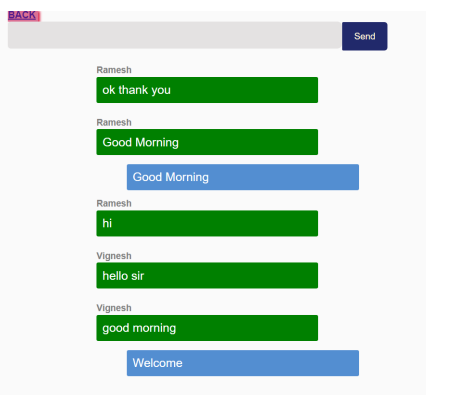 BACK
Send
Ramesh
ok thank you
Ramesh
Good Morning
Good Morning
Ramesh
hi
Vignesh
hello sir
Vignesh
good morning
Welcome